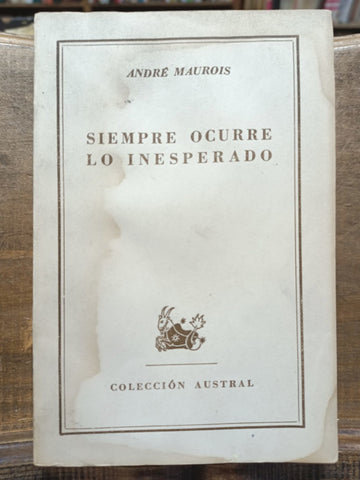 ANDRÉ MAUROIS
SIEMPRE OCURRE
LO INESPERADO
COLECCIÓN AUSTRAL